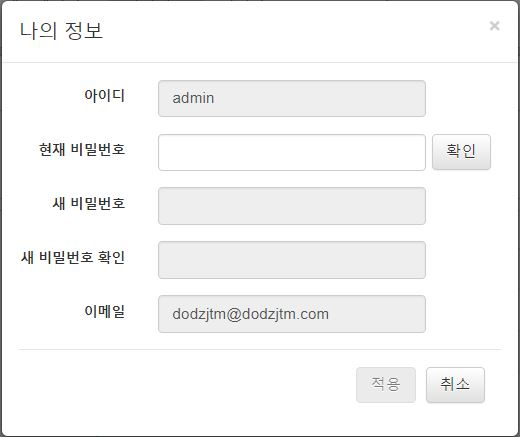 나의 정보
×
아이디 admin
현재 비밀번호 확인
새 비밀번호
새 비밀번호 확인
이메일 dodzjtm@dodzjtm.com
적용 취소